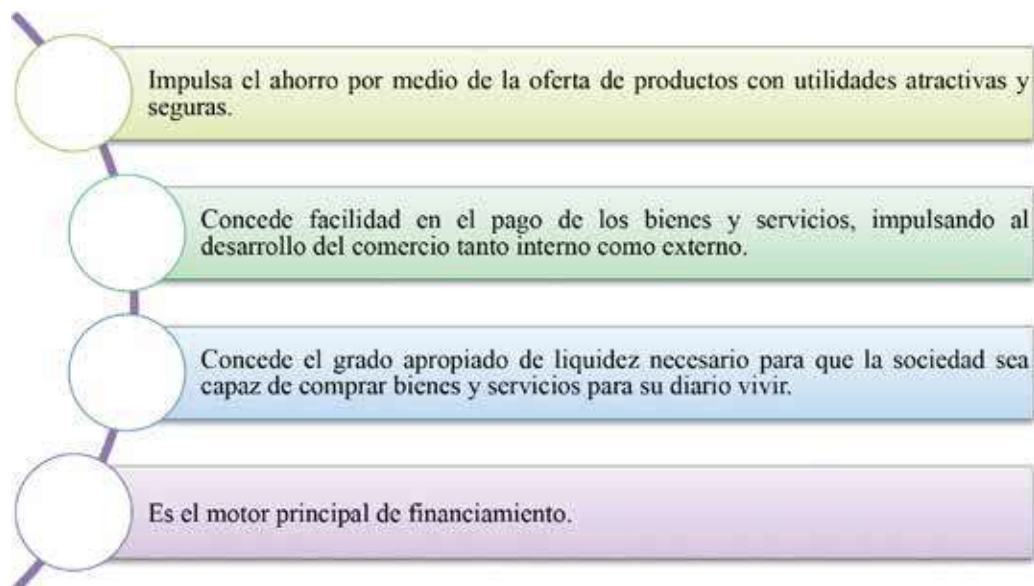 Impulsa el ahorro por medio de la oferta de productos con utilidades atractivas y
seguras.
Concede facilidad en el pago de los bienes y servicios, impulsando al
desarrollo del comercio tanto interno como externo.
Concede el grado apropiado de liquidez necesario para que la sociedad sea
capaz de comprar bienes y servicios para su diario vivir.
Es el motor principal de financiamiento.